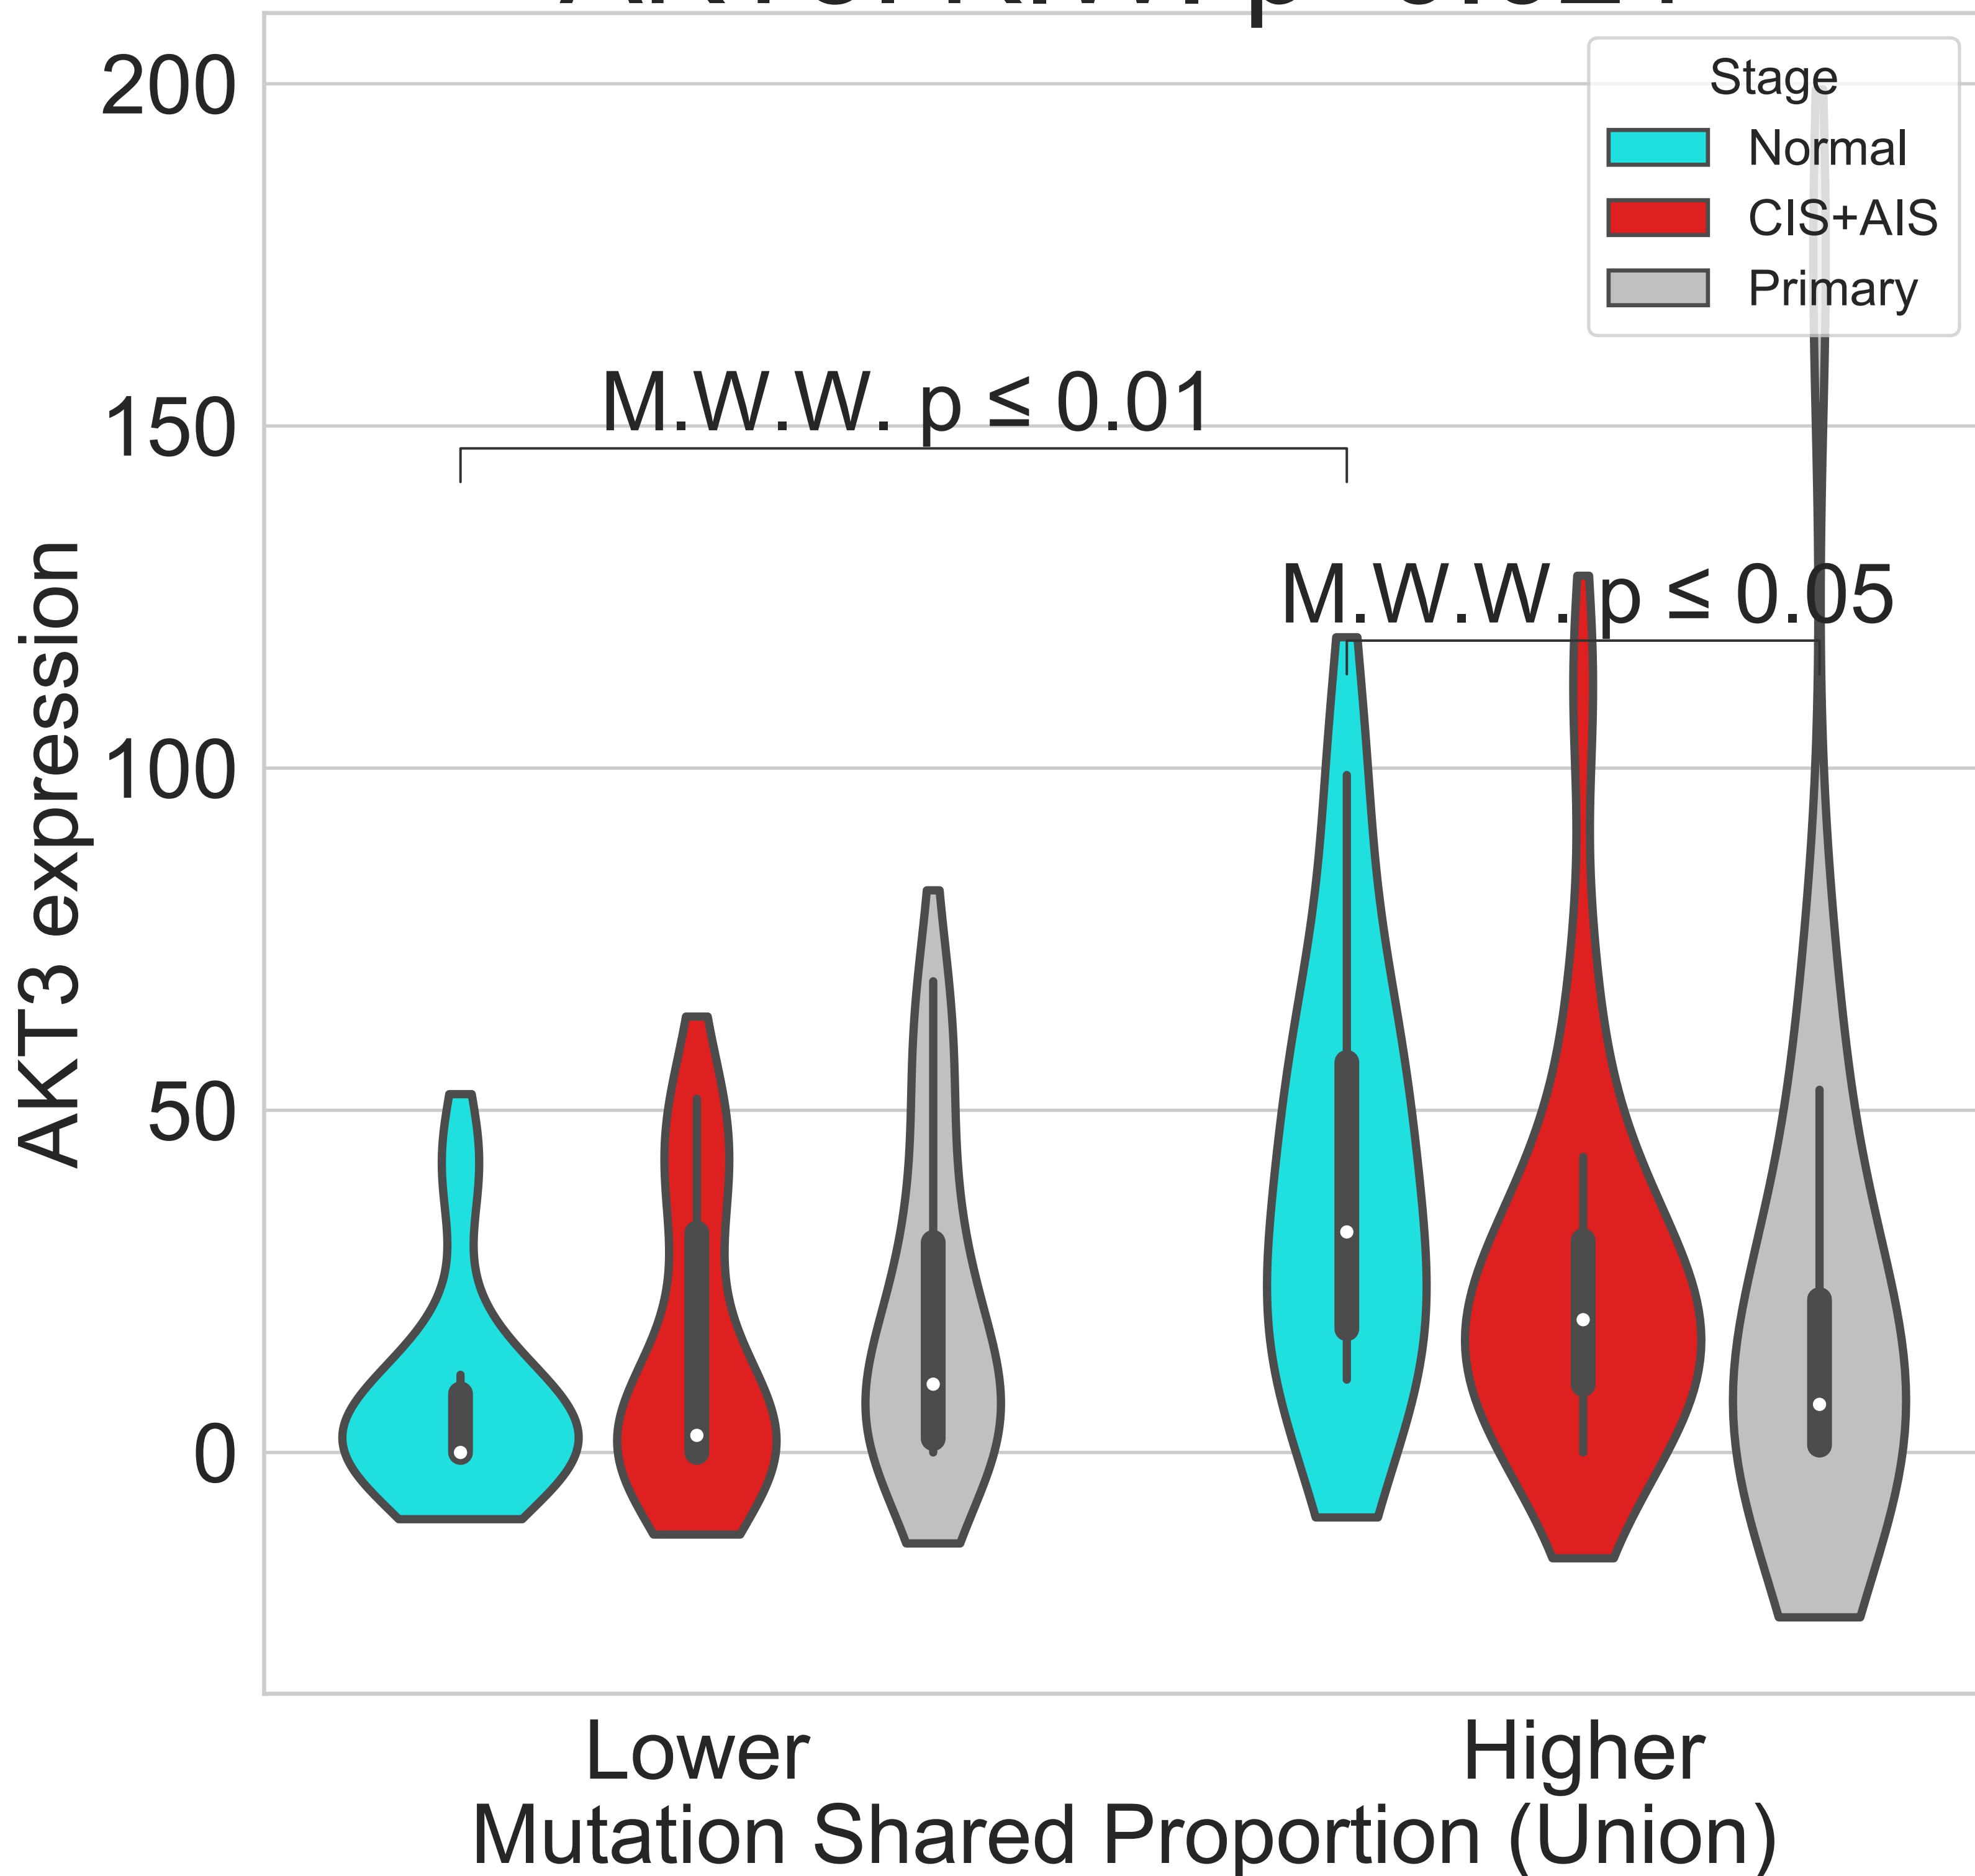 200
150
100
50
0
AKT3 expression
Stage
Normal
CIS+AIS
Primary
M.W.W. p ≤ 0.01
M.W.W. p ≤ 0.05
Lower
Higher
Mutation Shared Proportion (Union)